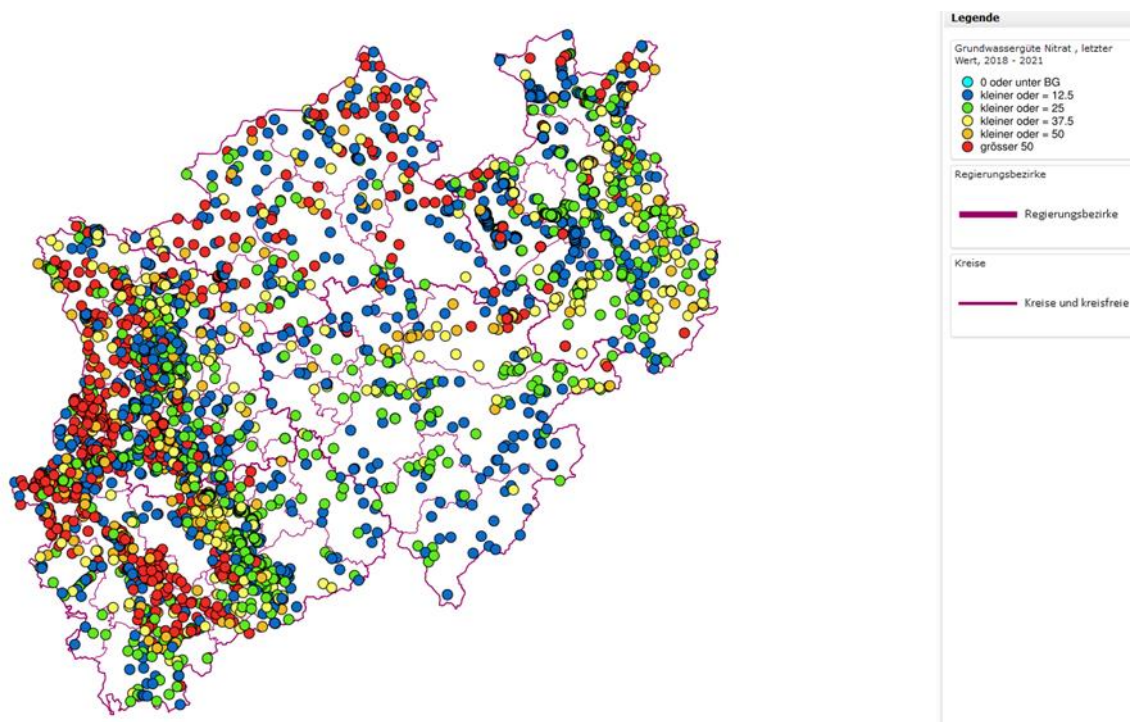 Legende
Grundwassergüte Nitrat , letzter
Wert, 2018 - 2021
0 oder unter BG
kleiner oder = 12.5
kleiner oder = 25
kleiner oder = 37.5
kleiner oder = 50
grösser 50
Regierungsbezirke
Regierungsbezirke
Kreise
Kreise und kreisfreie